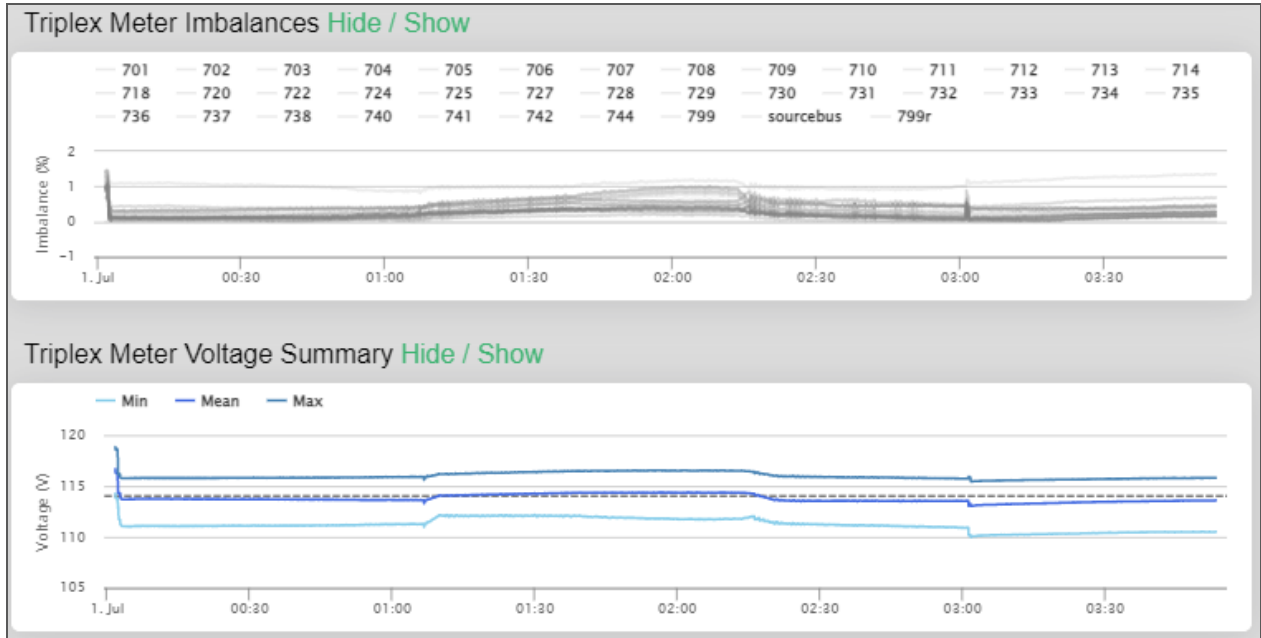 Triplex Meter Imbalances Hide / Show
701 702 703 704 705 706 707 708 709 710 711 712 713 714
718 720 722 724 725 727 728 729 730 731 732 733 734 735
736 737 738 740 741 742 744 799 sourcebus 799r
Imbalance (%)
2
1
0
-1
1. Jul 00:30 01:00 01:30 02:00 02:30 03:00 03:30
Triplex Meter Voltage Summary Hide / Show
Min Mean Max
Voltage (V)
120
115
110
105
1. Jul 00:30 01:00 01:30 02:00 02:30 03:00 03:30